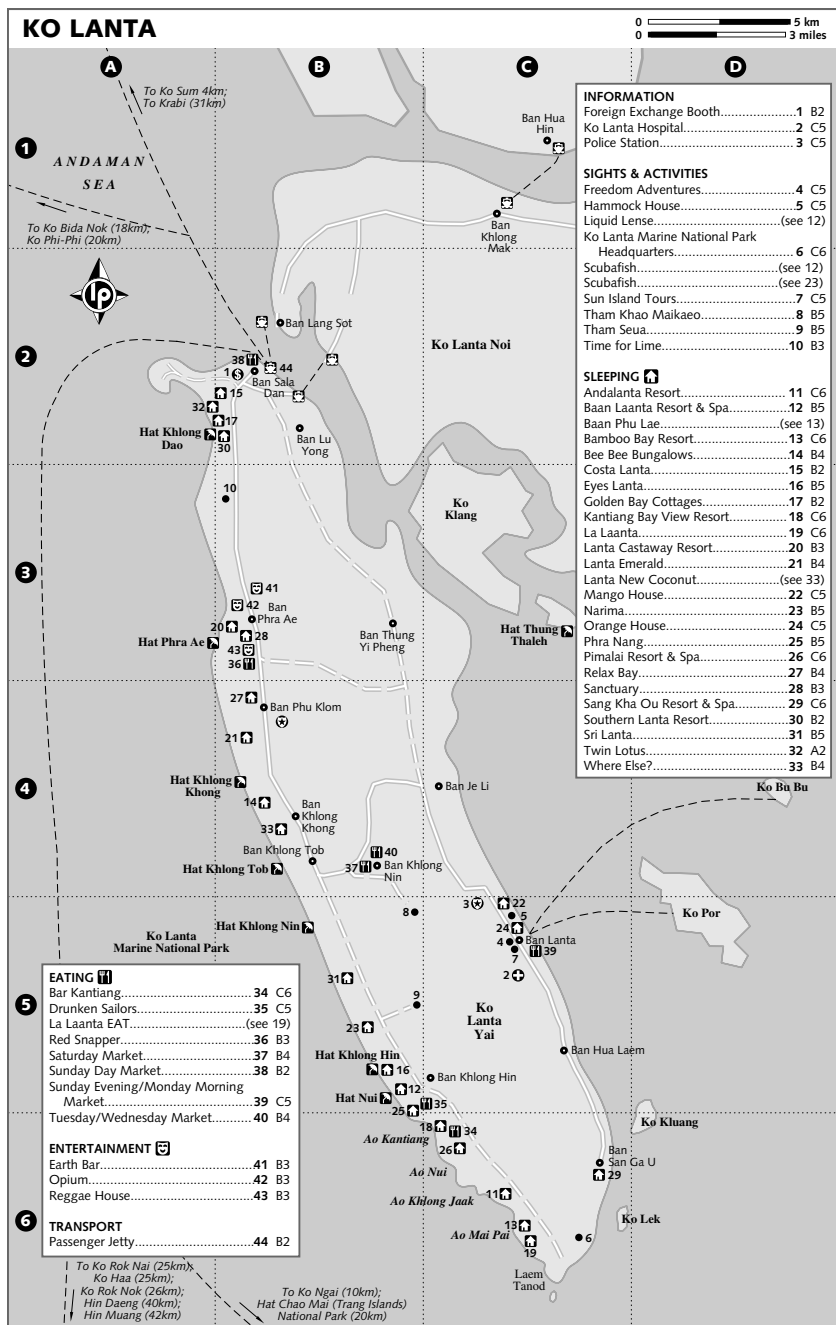 KO LANTA
0 5 km
0 3 miles
A
B
C
D
To Ko Sum 4km;
To Krabi (31km)
Ban Hua
Hin
1
ANDAMAN
SEA
To Ko Bida Nok (18km);
Ko Phi-Phi (20km)
Ban
Khlong
Mak
lp
Ban Lang Sot
Ko Lanta Noi
2
38
44
1
Ban Sala
Dan
15
32
17
Hat Khlong
Dao
30
Ban Lu
Yong
10
Ko
Klang
3
41
42
Ban
Phra Ae
20
28
Hat Phra Ae
43
36
Ban Thung
Yi Pheng
Hat Thung
Thaleh
27
Ban Phu Klom
21
4
Hat Khlong
Khong
14
Ban
Khlong
Khong
33
Ban Je Li
Ko Bu Bu
Ban Khlong Tob
40
37
Ban Khlong
Nin
Hat Khlong Tob
3
22
5
8
Ko Por
Hat Khlong Nin
24
Ban Lanta
4
39
7
Ko Lanta
Marine National Park
2
31
5
9
Ko
Lanta
Yai
23
Ban Hua Laem
Hat Khlong Hin
16
Ban Khlong Hin
12
Hat Nui
35
25
18
34
Ko Kluang
Ao Kantiang
26
Ban
San Ga U
Ao Nui
29
11
Ao Khlong Jaak
6
13
Ko Lek
Ao Mai Pai
19
6
Laem
Tanod
To Ko Rok Nai (25km);
Ko Haa (25km);
Ko Rok Nok (26km);
Hin Daeng (40km);
Hin Muang (42km)
To Ko Ngai (10km);
Hat Chao Mai (Trang Islands)
National Park (20km)
INFORMATION
Foreign Exchange Booth 1 B2
Ko Lanta Hospital 2 C5
Police Station 3 C5
SIGHTS & ACTIVITIES
Freedom Adventures 4 C5
Hammock House 5 C5
Liquid Lense (see 12)
Ko Lanta Marine National Park
Headquarters 6 C6
Scubafish (see 12)
Scubafish (see 23)
Sun Island Tours 7 C5
Tham Khao Maikaeo 8 B5
Tham Seua 9 B5
Time for Lime 10 B3
SLEEPING
Andalanta Resort 11 C6
Baan Laanta Resort & Spa 12 B5
Baan Phu Lae (see 13)
Bamboo Bay Resort 13 C6
Bee Bee Bungalows 14 B4
Costa Lanta 15 B2
Eyes Lanta 16 B5
Golden Bay Cottages 17 B2
Kantiang Bay View Resort 18 C6
La Laanta 19 C6
Lanta Castaway Resort 20 B3
Lanta Emerald 21 B4
Lanta New Coconut (see 33)
Mango House 22 C5
Narima 23 B5
Orange House 24 C5
Phra Nang 25 B5
Pimalai Resort & Spa 26 C6
Relax Bay 27 B4
Sanctuary 28 B3
Sang Kha Ou Resort & Spa 29 C6
Southern Lanta Resort 30 B2
Sri Lanta 31 B5
Twin Lotus 32 A2
Where Else? 33 B4
EATING
Bar Kantiang 34 C6
Drunken Sailors 35 C5
La Laanta EAT (see 19)
Red Snapper 36 B3
Saturday Market 37 B4
Sunday Day Market 38 B2
Sunday Evening/Monday Morning
Market 39 C5
Tuesday/Wednesday Market 40 B4
ENTERTAINMENT
Earth Bar 41 B3
Opium 42 B3
Reggae House 43 B3
TRANSPORT
Passenger Jetty 44 B2